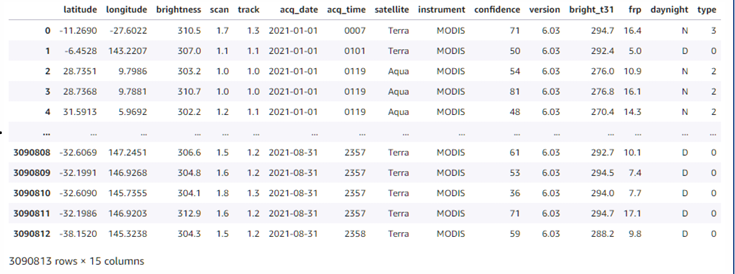 latitude longitude brightness scan track acq_date acq_time satellite instrument confidence version bright_t31 frp daynight type
0 -11.2690 -27.6022 310.5 1.7 1.3 2021-01-01 0007 Terra MODIS 71 6.03 294.7 16.4 N 3
1 -6.4528 143.2207 307.0 1.1 1.1 2021-01-01 0101 Terra MODIS 50 6.03 292.4 5.0 D 0
2 28.7351 9.7986 303.2 1.0 1.0 2021-01-01 0119 Aqua MODIS 54 6.03 276.0 10.9 N 2
3 28.7368 9.7881 310.7 1.0 1.0 2021-01-01 0119 Aqua MODIS 81 6.03 276.8 16.1 N 2
4 31.5913 5.9692 302.2 1.2 1.1 2021-01-01 0119 Aqua MODIS 48 6.03 270.4 14.3 N 2
... ... ... ... ... ... ... ... ... ... ... ... ... ... ... ...
3090808 -32.6069 147.2451 306.6 1.5 1.2 2021-08-31 2357 Terra MODIS 61 6.03 292.7 10.1 D 0
3090809 -32.1991 146.9268 304.8 1.6 1.2 2021-08-31 2357 Terra MODIS 53 6.03 294.5 7.4 D 0
3090810 -32.6090 145.7355 304.1 1.8 1.3 2021-08-31 2357 Terra MODIS 36 6.03 294.0 7.7 D 0
3090811 -32.1986 146.9203 312.9 1.6 1.2 2021-08-31 2357 Terra MODIS 71 6.03 294.7 17.1 D 0
3090812 -38.1520 145.3238 304.3 1.5 1.2 2021-08-31 2358 Terra MODIS 59 6.03 288.2 9.8 D 0
3090813 rows × 15 columns